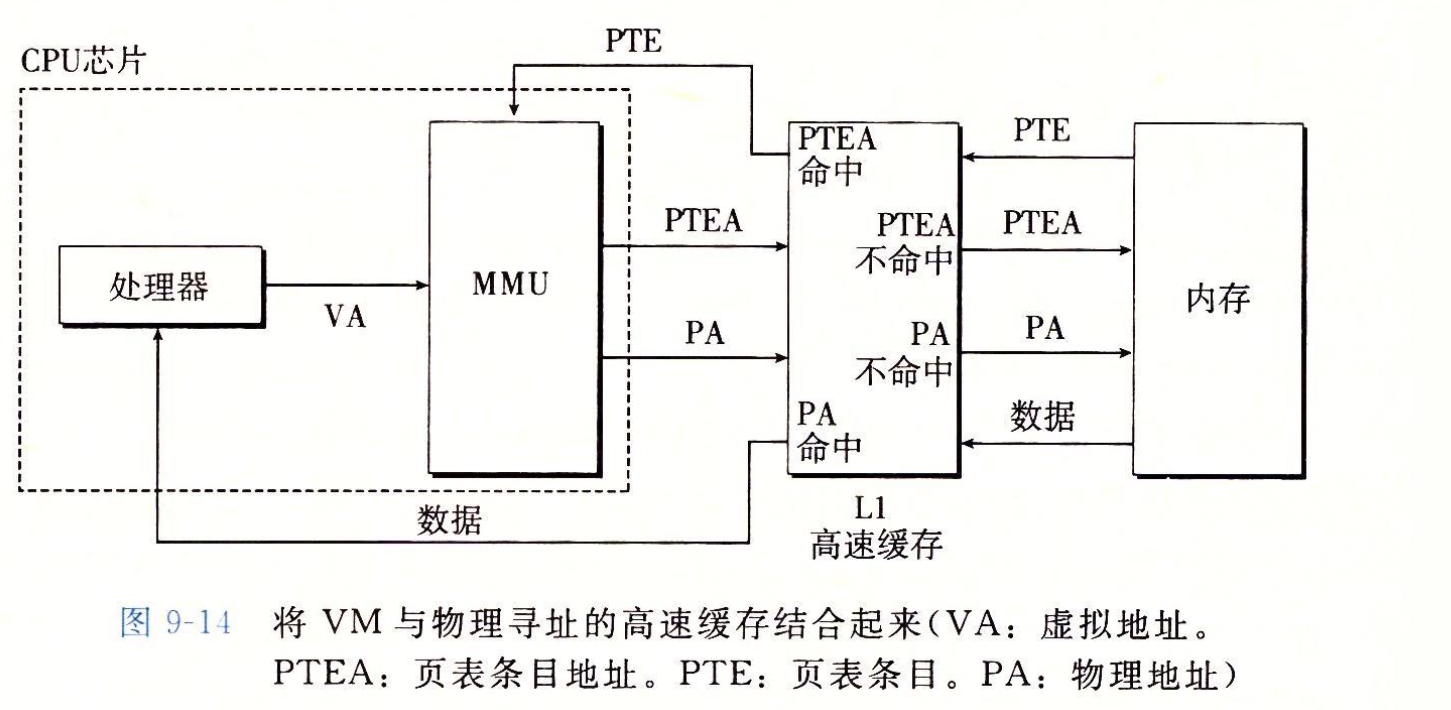 PTE
CPU芯片
PTEA
命中
PTE
PTEA
PTEA
不命中
PTEA
处理器
VA
MMU
内存
PA
PA
不命中
PA
PA
命中
数据
数据
L1
高速缓存
图 9-14 将 VM 与物理寻址的高速缓存结合起来(VA：虚拟地址。
PTEA：页表条目地址。PTE：页表条目。PA：物理地址)